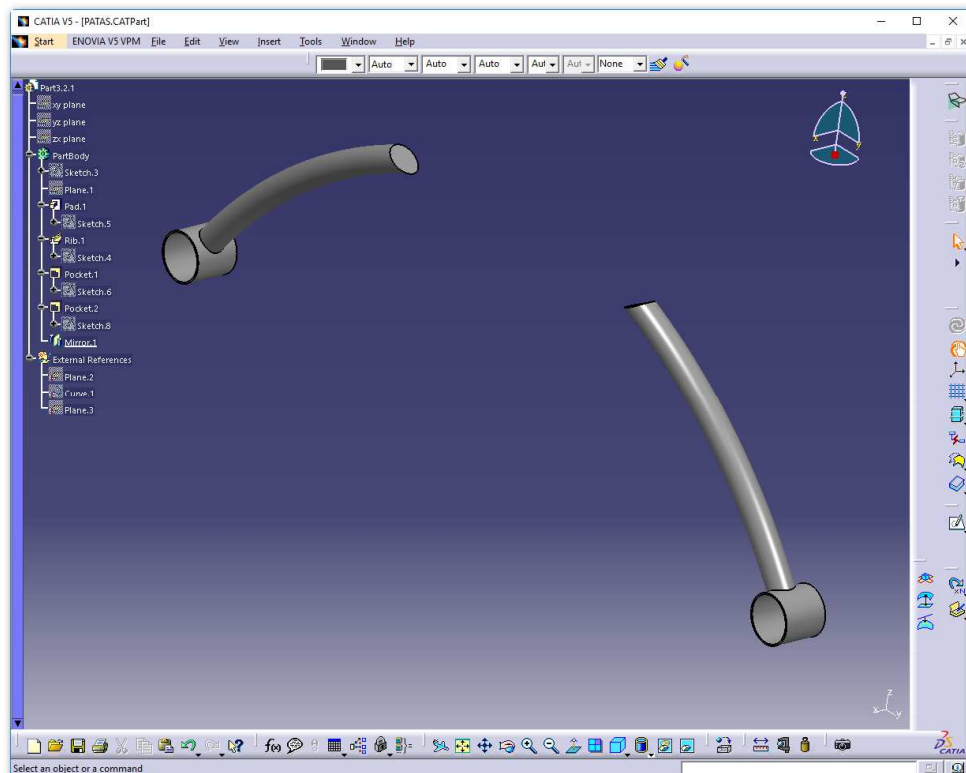 CATIA V5 - [PATAS.CATPart]
Start ENOVIA V5 VPM File Edit View Insert Tools Window Help
Auto Auto Auto Aut Aut None
Part3.2.1
xy plane
yz plane
zx plane
PartBody
Sketch.3
Plane.1
Pad.1
Sketch.5
Rib.1
Sketch.4
Pocket.1
Sketch.6
Pocket.2
Sketch.8
Mirror.1
External References
Plane.2
Curve.1
Plane.3
z
x y
z
x y
f(x)
CATIA
Select an object or a command